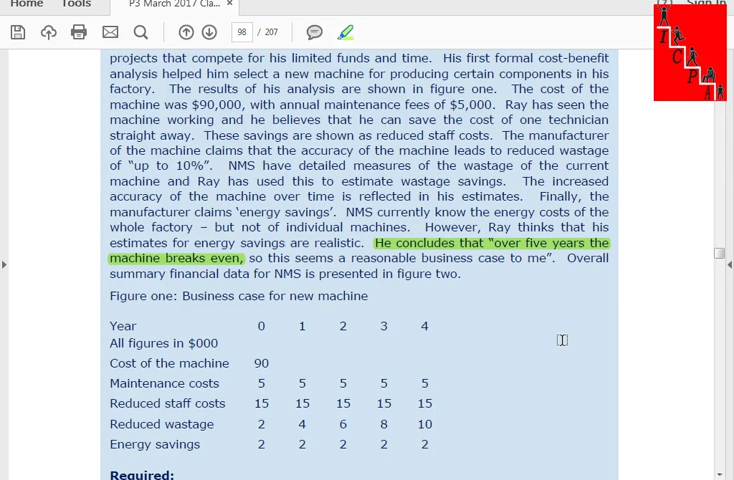 Home Tools P3 March 2017 Cla... × Sign In
98 / 207
projects that compete for his limited funds and time. His first formal cost-benefit
analysis helped him select a new machine for producing certain components in his
factory. The results of his analysis are shown in figure one. The cost of the
machine was $90,000, with annual maintenance fees of $5,000. Ray has seen the
machine working and he believes that he can save the cost of one technician
straight away. These savings are shown as reduced staff costs. The manufacturer
of the machine claims that the accuracy of the machine leads to reduced wastage
of “up to 10%”. NMS have detailed measures of the wastage of the current
machine and Ray has used this to estimate wastage savings. The increased
accuracy of the machine over time is reflected in his estimates. Finally, the
manufacturer claims ‘energy savings’. NMS currently know the energy costs of the
whole factory – but not of individual machines. However, Ray thinks that his
estimates for energy savings are realistic. He concludes that “over five years the
machine breaks even, so this seems a reasonable business case to me”. Overall
summary financial data for NMS is presented in figure two.
Figure one: Business case for new machine
Year 0 1 2 3 4
All figures in $000
Cost of the machine 90
Maintenance costs 5 5 5 5 5
Reduced staff costs 15 15 15 15 15
Reduced wastage 2 4 6 8 10
Energy savings 2 2 2 2 2
Required:
I
C
P
A